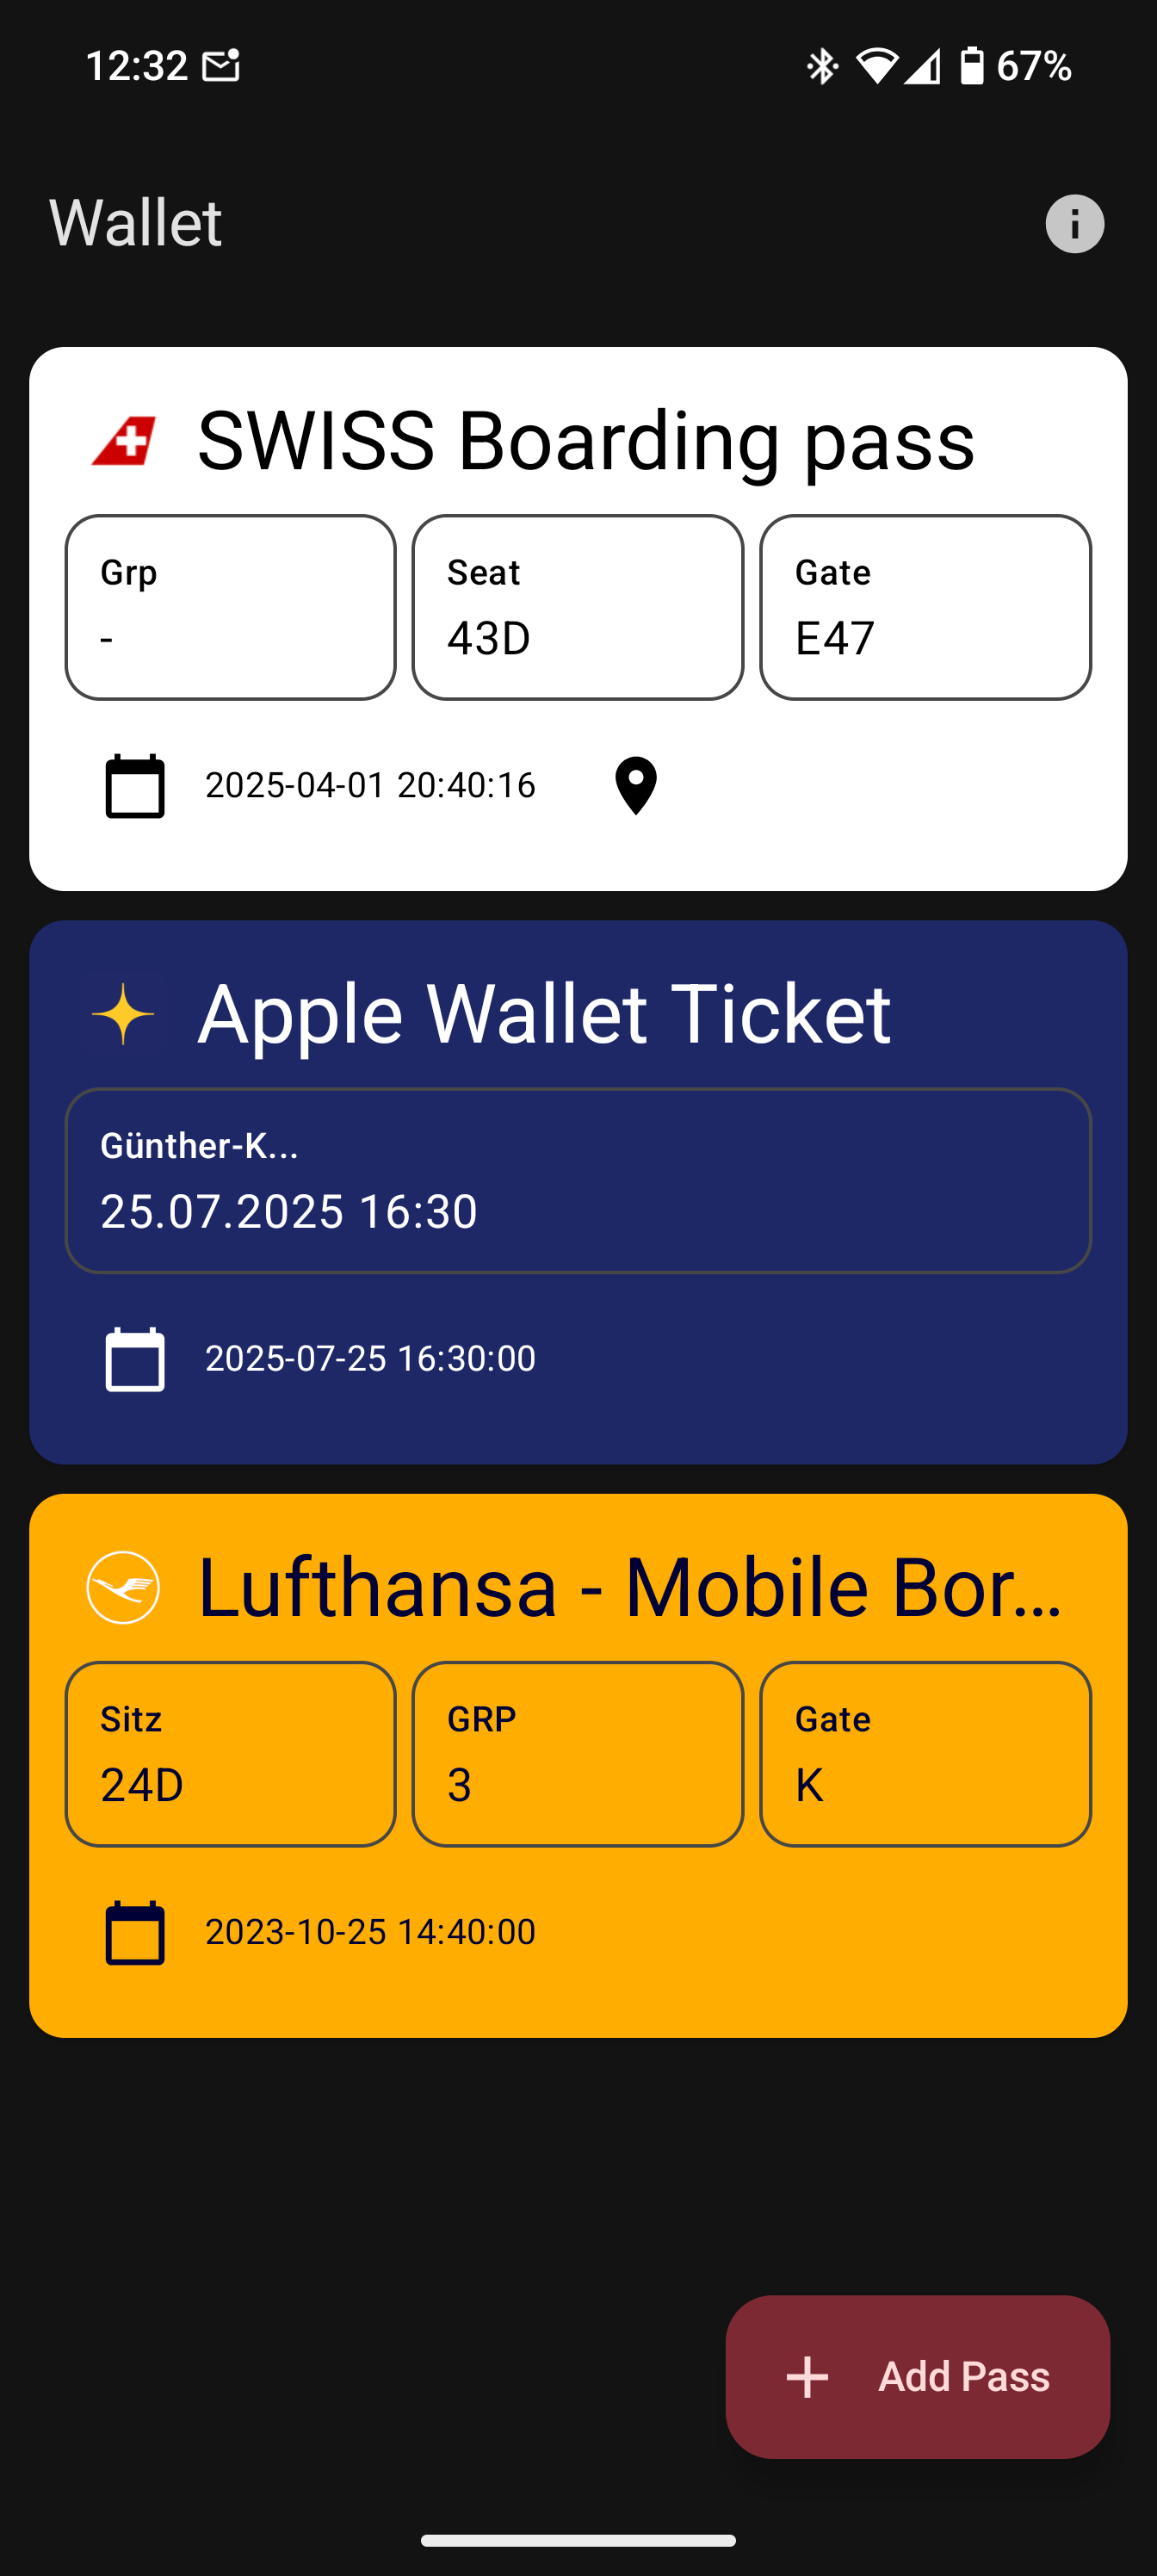 12:32 67%
Wallet
SWISS Boarding pass
Grp Seat Gate
- 43D E47
2025-04-01 20:40:16
Apple Wallet Ticket
Günther-K...
25.07.2025 16:30
2025-07-25 16:30:00
Lufthansa - Mobile Bor...
Sitz GRP Gate
24D 3 K
2023-10-25 14:40:00
Add Pass